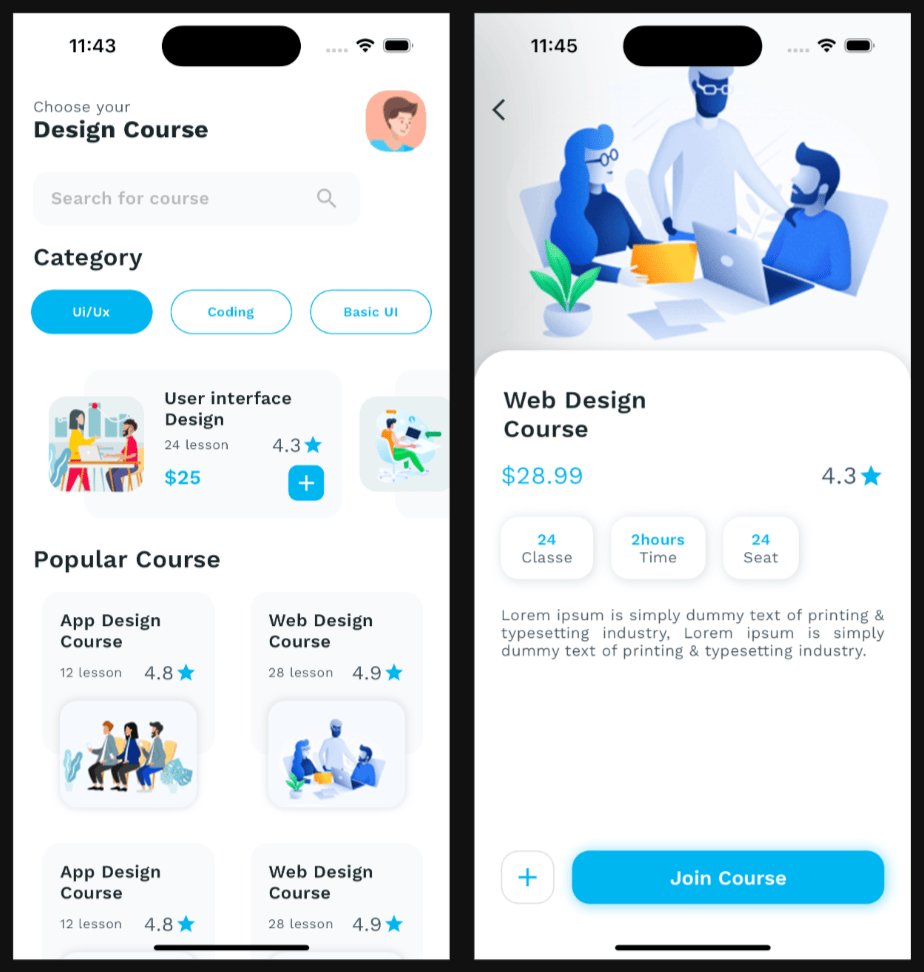 11:43
Choose your
Design Course
Search for course
Category
Ui/Ux
Coding
Basic UI
User interface
Design
24 lesson
4.3
$25
Popular Course
App Design
Course
12 lesson
4.8
Web Design
Course
28 lesson
4.9
App Design
Course
12 lesson
4.8
Web Design
Course
28 lesson
4.9
11:45
Web Design
Course
$28.99
4.3
24
Classe
2hours
Time
24
Seat
Lorem ipsum is simply dummy text of printing &
typesetting industry, Lorem ipsum is simply
dummy text of printing & typesetting industry.
Join Course